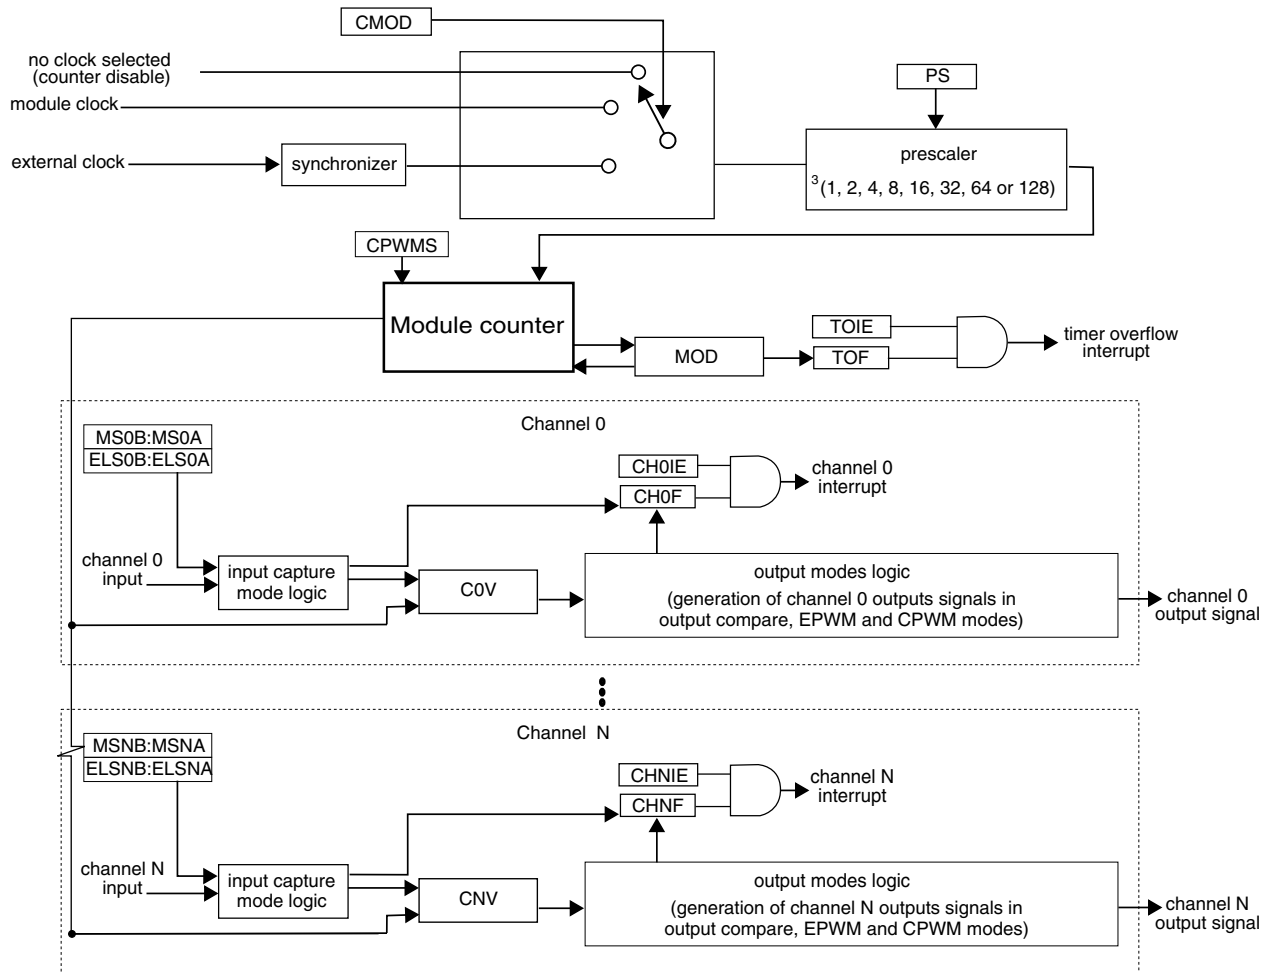 CMOD
no clock selected
(counter disable)
module clock
external clock
synchronizer
PS
prescaler
3(1, 2, 4, 8, 16, 32, 64 or 128)
CPWMS
Module counter
MOD
TOIE
TOF
timer overflow
interrupt
Channel 0
MS0B:MS0A
ELS0B:ELS0A
CH0IE
CH0F
channel 0
interrupt
channel 0
input
input capture
mode logic
C0V
output modes logic
(generation of channel 0 outputs signals in
output compare, EPWM and CPWM modes)
channel 0
output signal
Channel N
MSNB:MSNA
ELSNB:ELSNA
CHNIE
CHNF
channel N
interrupt
channel N
input
input capture
mode logic
CNV
output modes logic
(generation of channel N outputs signals in
output compare, EPWM and CPWM modes)
channel N
output signal